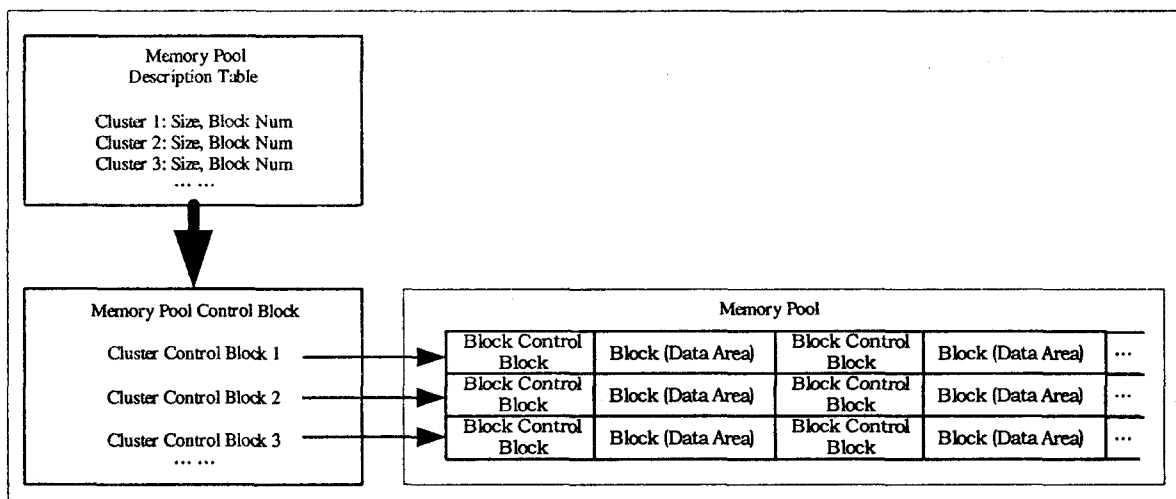 Memory Pool
Description Table
Cluster 1: Size, Block Num
Cluster 2: Size, Block Num
Cluster 3: Size, Block Num
... ...
Memory Pool Control Block
Cluster Control Block 1
Cluster Control Block 2
Cluster Control Block 3
... ...
Memory Pool
Block Control
Block
Block (Data Area)
Block Control
Block
Block (Data Area)
...
Block Control
Block
Block (Data Area)
Block Control
Block
Block (Data Area)
...
Block Control
Block
Block (Data Area)
Block Control
Block
Block (Data Area)
...